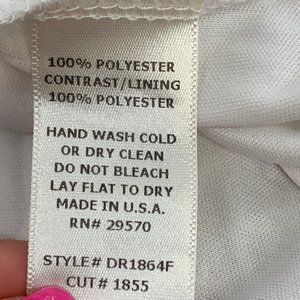 100% POLYESTER
CONTRAST/LINING
100% POLYESTER
HAND WASH COLD
OR DRY CLEAN
DO NOT BLEACH
LAY FLAT TO DRY
MADE IN U.S.A.
RN# 29570
STYLE# DR1864F
CUT# 1855